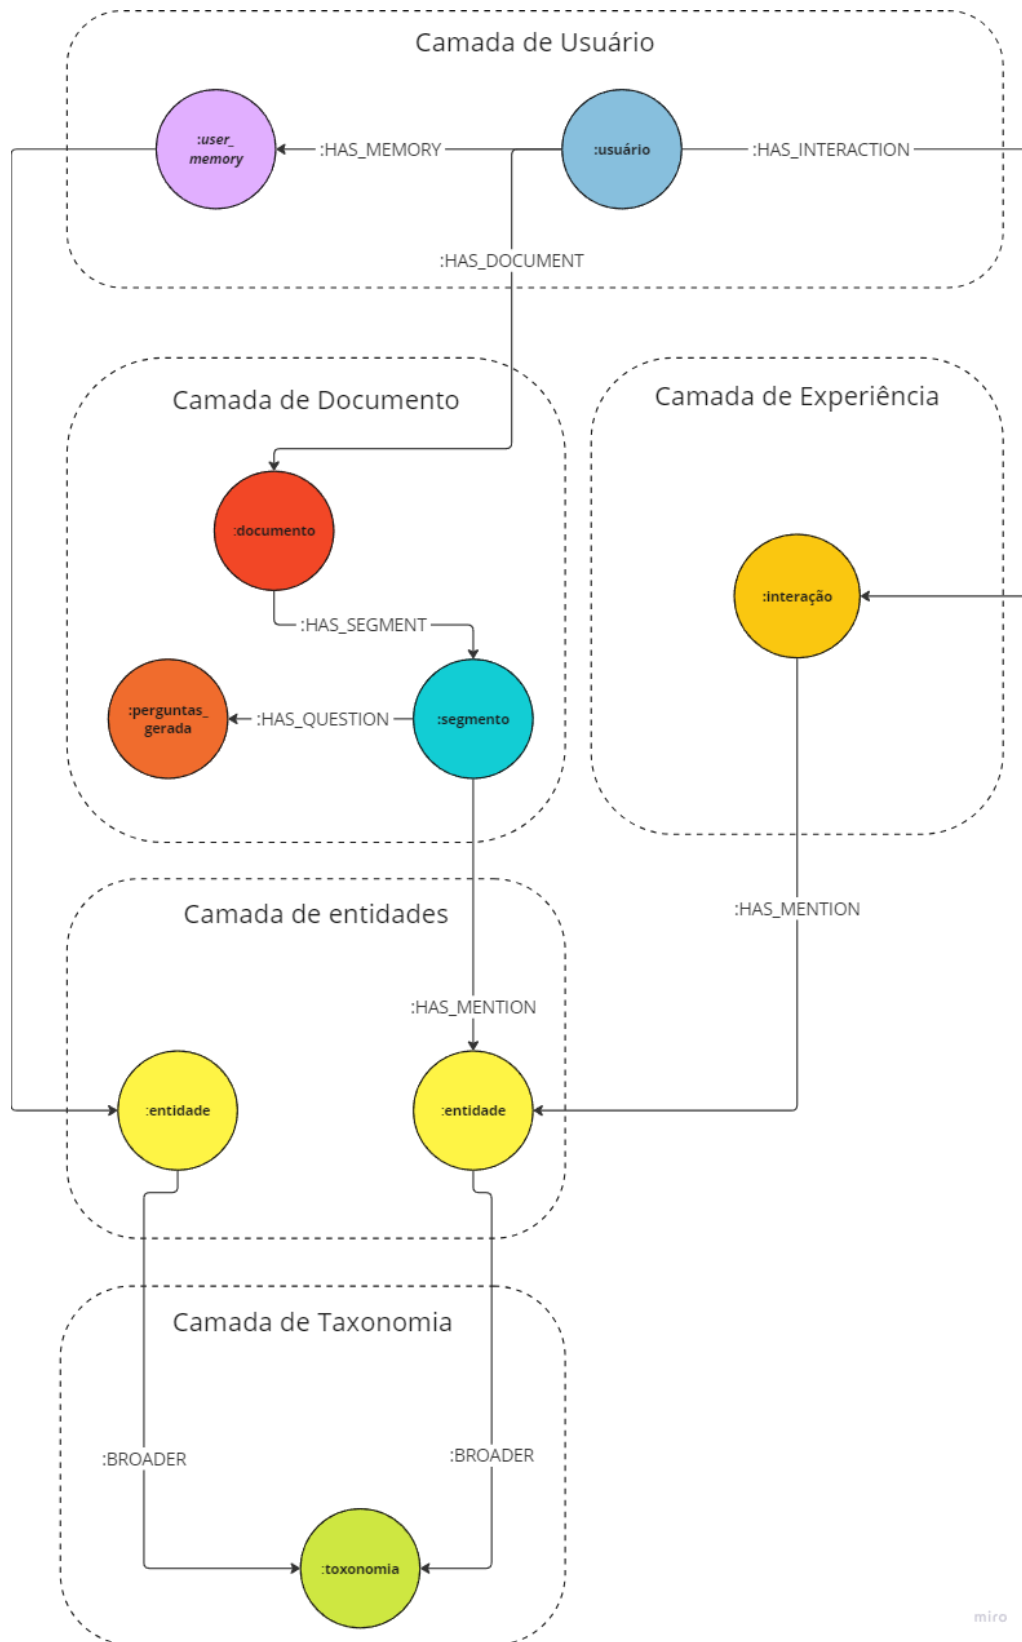 Camada de Usuário
:user_
memory
:HAS_MEMORY
:usuário
:HAS_INTERACTION
:HAS_DOCUMENT
Camada de Documento
Camada de Experiência
:documento
:interação
:HAS_SEGMENT
:perguntas_
gerada
:HAS_QUESTION
:segmento
Camada de entidades
:HAS_MENTION
:HAS_MENTION
:entidade
:entidade
Camada de Taxonomia
:BROADER
:BROADER
:toxonomia
miro